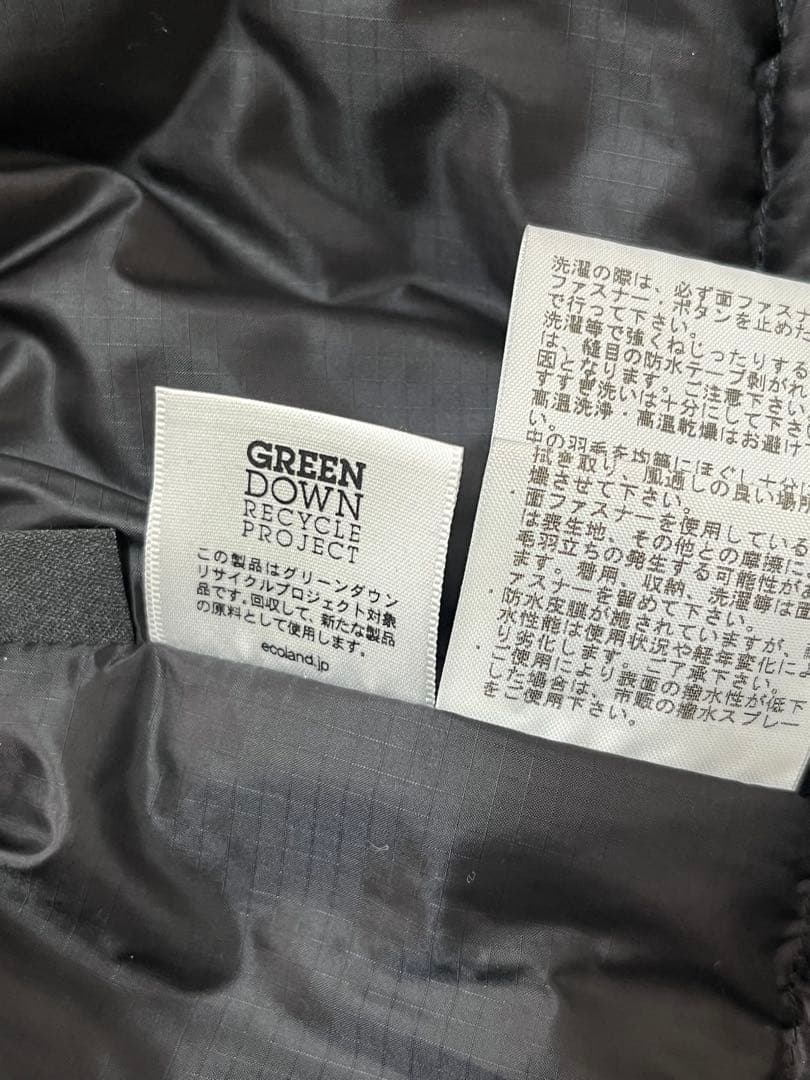 GREEN
DOWN
RECYCLE
PROJECT
この製品はグリーンダウン
リサイクルプロジェクト対象
品です。回収して、新たな製品
の原料として使用します。
ecoland.jp
洗濯の際は、必ず面ファス
ファスナー・ボタンを止めた
で行って下さい。
洗濯等で強くねじったりする
は、縫目の防水テープ剥がれ
因となります。ご注意下さい。
すすぎ洗いは十分にして下さい
高温洗浄・高温乾燥はお避け
い。
中の羽毛を均等にほぐし十分に
拭き取り、風通しの良い場所
燥させて下さい。
・面ファスナーを使用している
は表生地、その他との摩擦に
毛羽立ちの発生する可能性が
ます。着用、収納、洗濯等は面
ァスナーを留めて下さい。
・防水皮膜が施されていますが、
水性能は使用状況や経年変化によ
り劣化します。ご了承下さい。
・ご使用により表面の撥水性が低下
した場合は、市販の撥水スプレー
をご使用下さい。